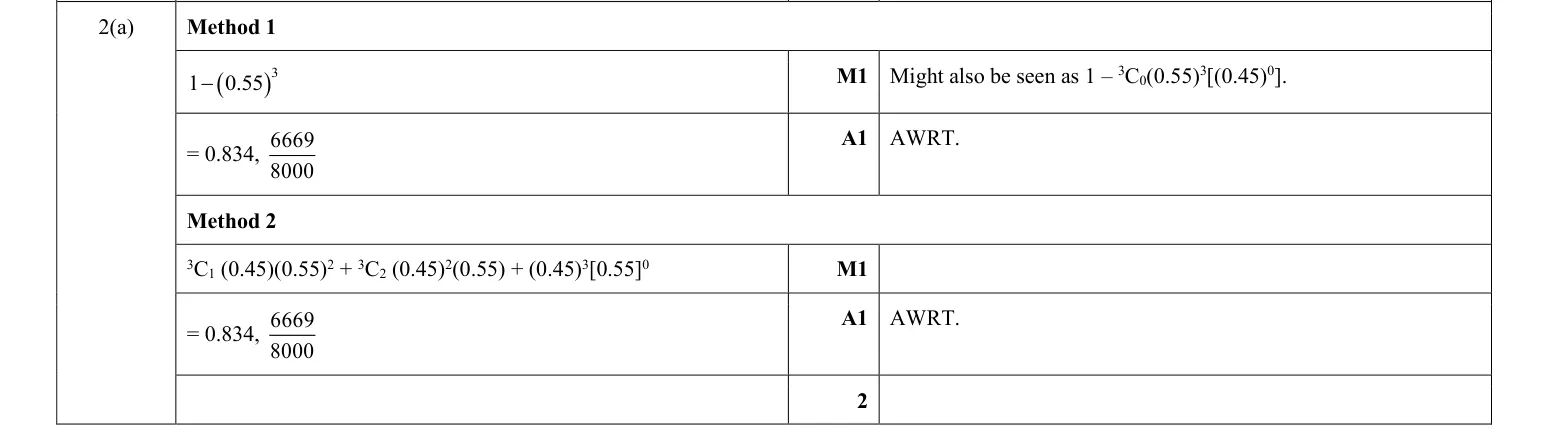 2(a) Method 1
1−(0.55)³ M1 Might also be seen as 1 – ³C₀(0.55)³[(0.45)⁰].
= 0.834, 6669/8000 A1 AWRT.
Method 2
³C₁ (0.45)(0.55)² + ³C₂ (0.45)²(0.55) + (0.45)³[0.55]⁰ M1
= 0.834, 6669/8000 A1 AWRT.
2